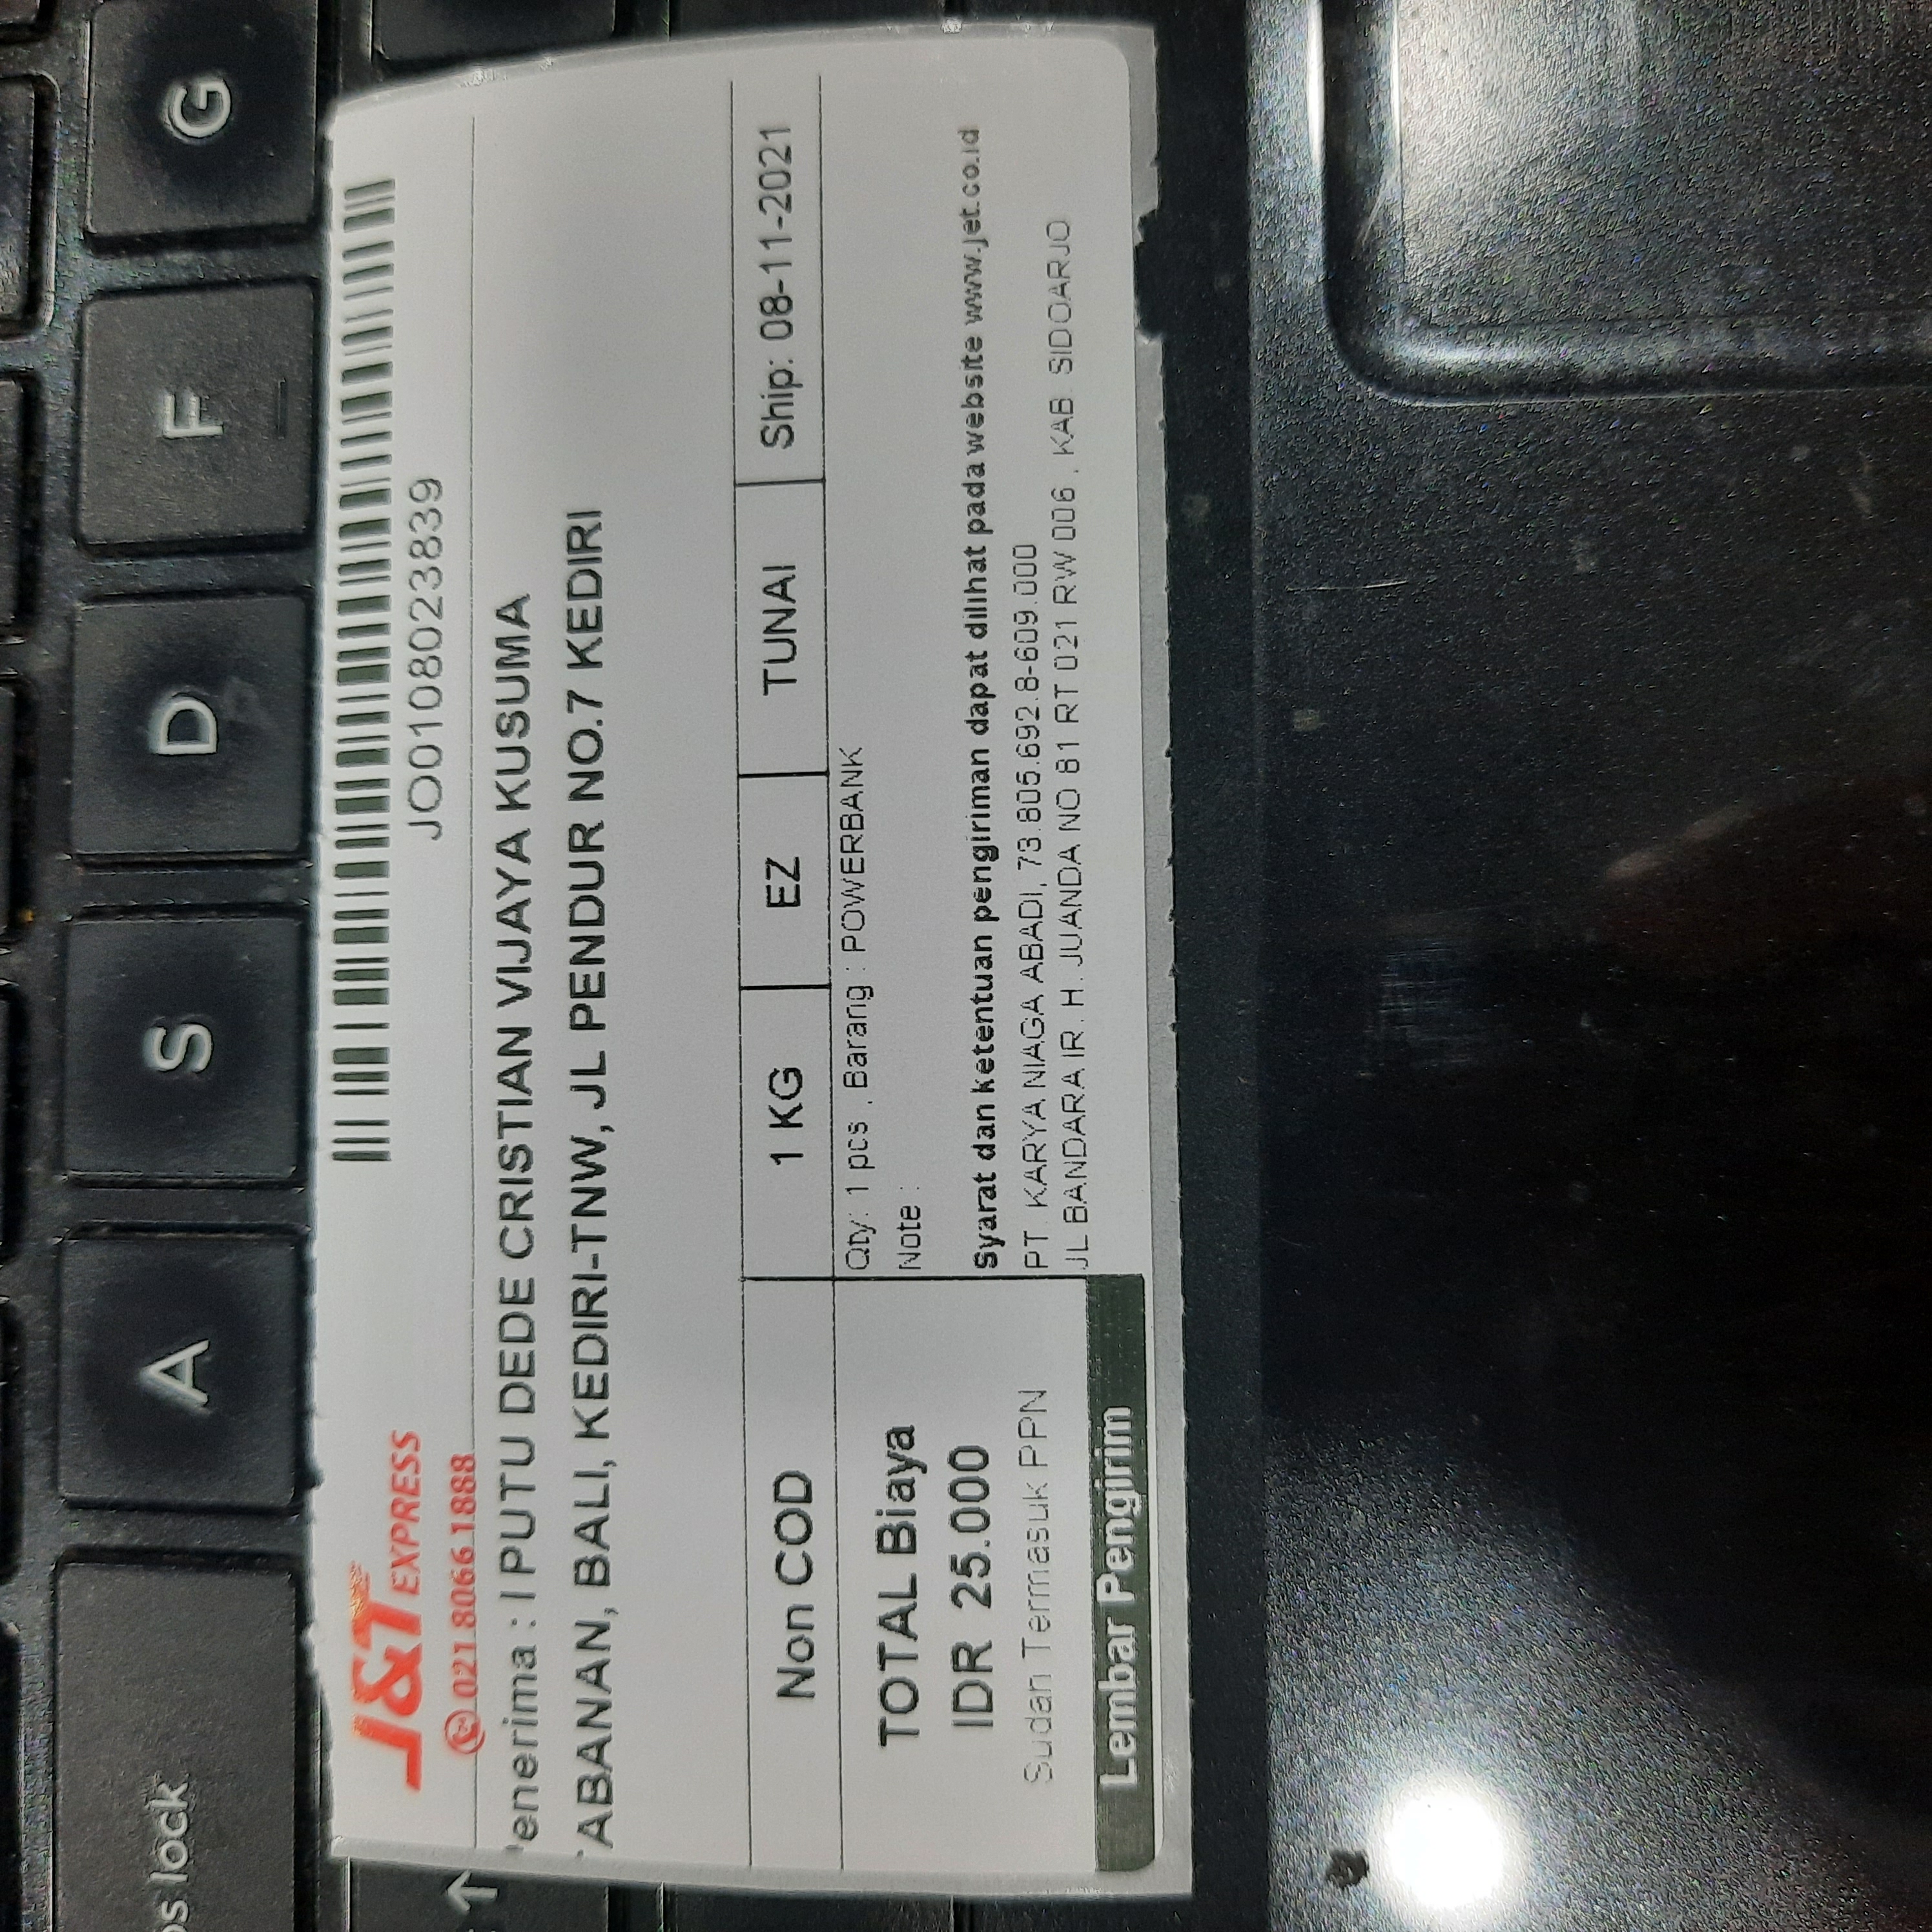 lock
A S D F G
J&T EXPRESS
021 8066 1888
JO0108023839
enerima : I PUTU DEDE CRISTIAN VIJAYA KUSUMA
ABANAN, BALI, KEDIRI-TNW, JL PENDUR NO.7 KEDIRI
Non COD
1 KG
EZ
TUNAI
Ship: 08-11-2021
TOTAL Biaya
IDR 25.000
Sudah Termasuk PPN
Lembar Pengirim
Qty: 1 pcs , Barang : POWERBANK
Note :
Syarat dan ketentuan pengiriman dapat dilihat pada website www.jet.co.id
PT. KARYA NIAGA ABADI, 73.805.692.8-609.000
JL BANDARA IR. H. JUANDA NO 81 RT 021 RW 006 , KAB. SIDOARJO